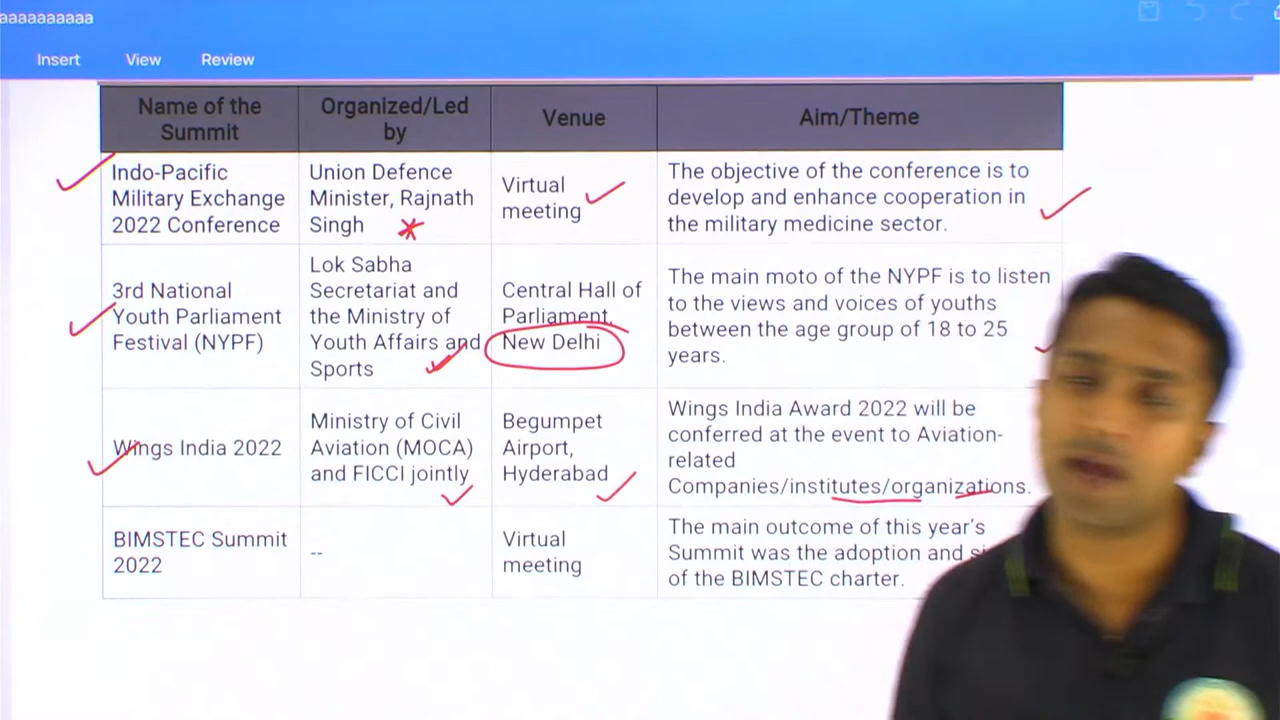 aaaaaaaaaa
Insert View Review
Name of the
Summit
Organized/Led
by
Venue
Aim/Theme
Indo-Pacific
Military Exchange
2022 Conference
Union Defence
Minister, Rajnath
Singh
Virtual
meeting
The objective of the conference is to
develop and enhance cooperation in
the military medicine sector.
3rd National
Youth Parliament
Festival (NYPF)
Lok Sabha
Secretariat and
the Ministry of
Youth Affairs and
Sports
Central Hall of
Parliament,
New Delhi
The main moto of the NYPF is to listen
to the views and voices of youths
between the age group of 18 to 25
years.
Wings India 2022
Ministry of Civil
Aviation (MOCA)
and FICCI jointly
Begumpet
Airport,
Hyderabad
Wings India Award 2022 will be
conferred at the event to Aviation-
related
Companies/institutes/organizations.
BIMSTEC Summit
2022
--
Virtual
meeting
The main outcome of this year's
Summit was the adoption and
of the BIMSTEC charter.